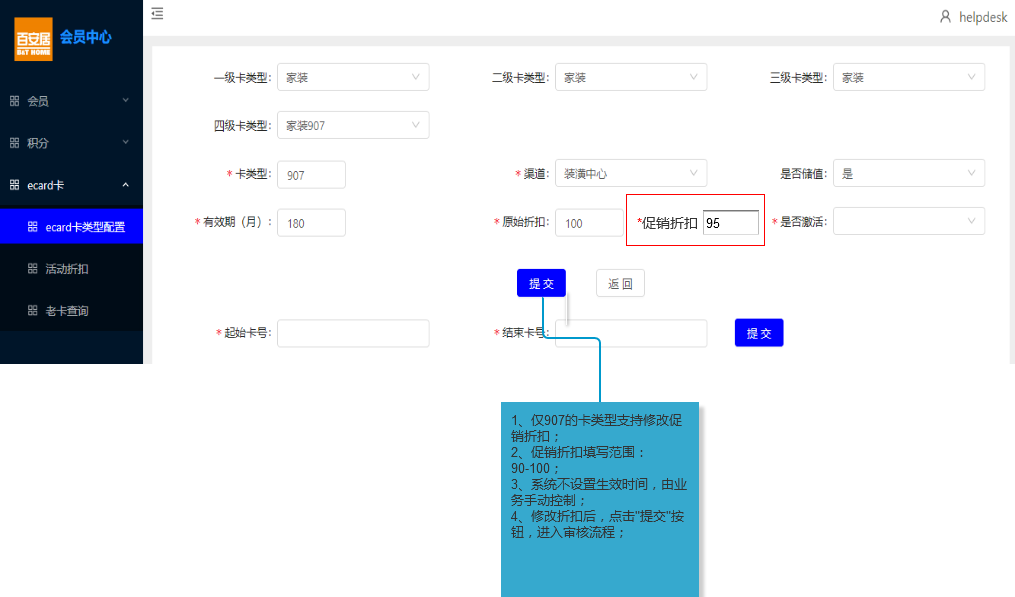 百安居
B&T HOME
会员中心
helpdesk
会员
积分
ecard卡
ecard卡类型配置
活动折扣
老卡查询
一级卡类型: 家装
二级卡类型: 家装
三级卡类型: 家装
四级卡类型: 家装907
* 卡类型: 907
* 渠道: 装潢中心
是否储值: 是
* 有效期（月）: 180
* 原始折扣: 100
*促销折扣 95
* 是否激活:
提 交
返 回
* 起始卡号:
* 结束卡号:
提 交
1、仅907的卡类型支持修改促
销折扣；
2、促销折扣填写范围：
90-100；
3、系统不设置生效时间，由业
务手动控制；
4、修改折扣后，点击"提交"按
钮，进入审核流程；